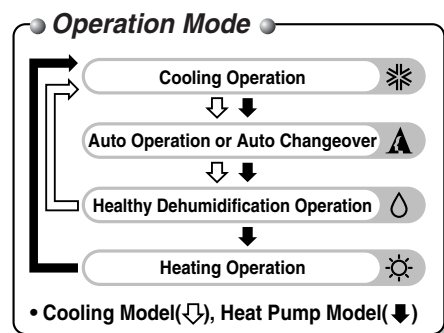 Operation Mode
Cooling Operation
Auto Operation or Auto Changeover
Healthy Dehumidification Operation
Heating Operation
• Cooling Model(⇩), Heat Pump Model(⬇)